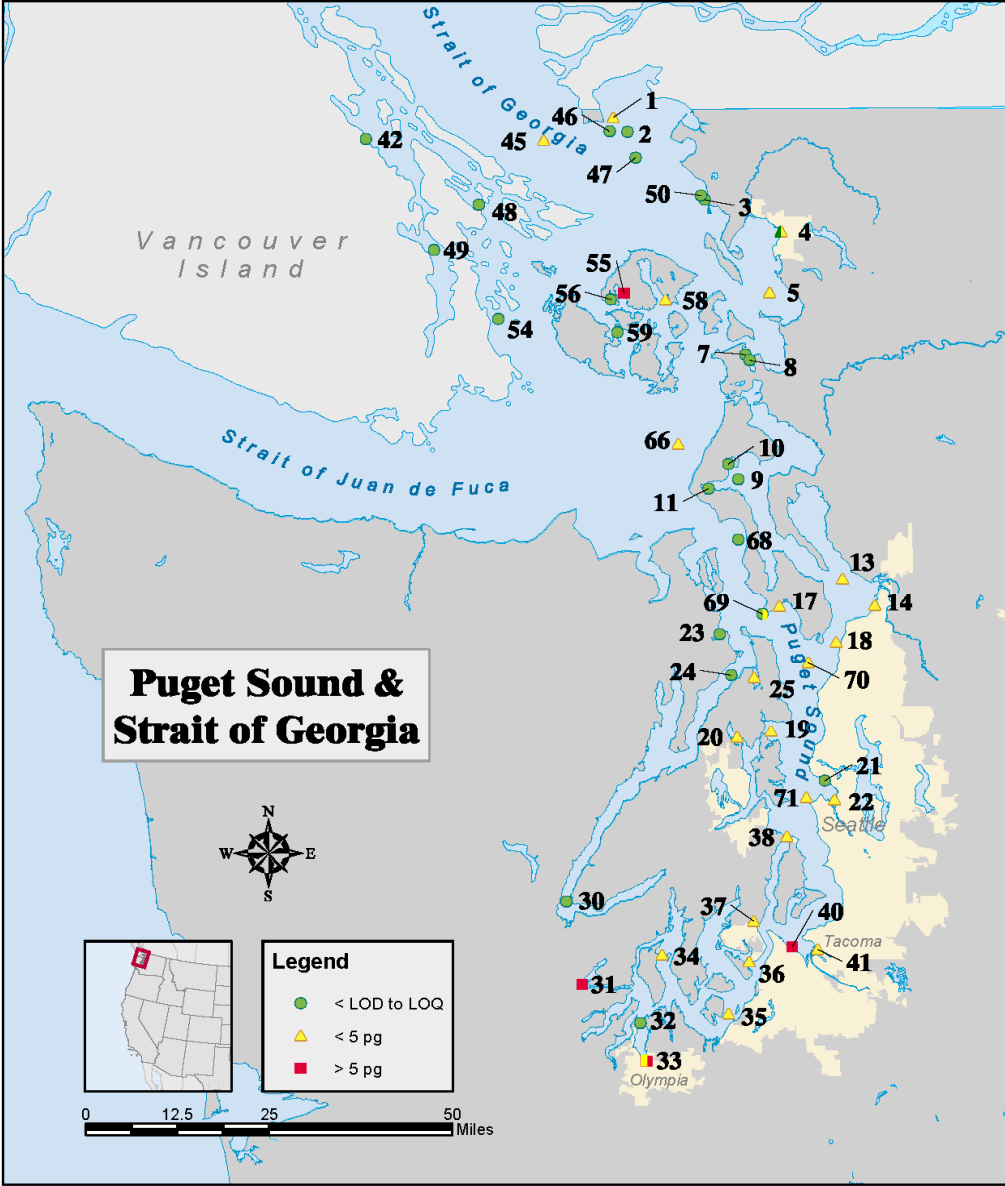 Strait of Georgia
1
46
2
45
42
47
50
3
48
4
Vancouver
Island
49
55
5
56
58
54
59
7
8
66
10
Strait of Juan de Fuca
9
11
68
13
69
17
14
23
18
Puget Sound
24
70
25
Puget Sound &
Strait of Georgia
19
20
21
71
22
Seattle
N
38
W
E
S
30
37
40
Tacoma
34
41
36
Legend
31
< LOD to LOQ
35
32
< 5 pg
33
> 5 pg
Olympia
0
12.5
25
50
Miles